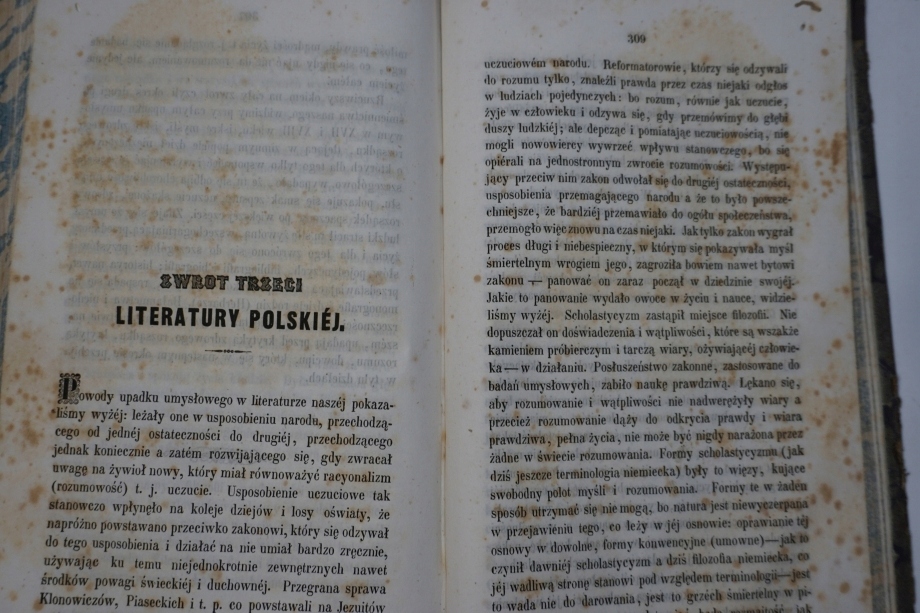 ZWROT TRZECI
LITERATURY POLSKIÉJ.
Powody upadku umysłowego w literaturze naszéj pokaza-
liśmy wyżéj: leżały one w usposobieniu narodu, przechodzą-
cego od jednéj ostateczności do drugiéj, przechodzącego
jednak koniecznie a zatém rozwijającego się, gdy zwracał
uwagę na żywioł nowy, który miał równoważyć racyonalizm
(rozumowość) t. j. uczucie. Usposobienie uczuciowe tak
stanowczo wpłynęło na koleje dziejów i losy oświaty, że
napróżno powstawano przeciwko zakonowi, który się odzywał
do tego usposobienia i działać na nie umiał bardzo zręcznie,
używając ku temu niejednokrotnie zewnętrznych nawet
środków powagi świeckiéj i duchownéj. Przegrana sprawa
Klonowiczów, Piaseckich i t. p. co powstawali na Jezuitów
309
uczuciowém narodu. Reformatorowie, którzy się odzywali
do rozumu tylko, znaleźli prawda przez czas niejaki odgłos
w ludziach pojedynczych: bo rozum, równie jak uczucie,
żyje w człowieku i odzywa się, gdy przemówimy do głębi
duszy ludzkiéj; ale depcząc i pomiatając uczuciowością, nie
mogli nowowiercy wywrzeć wpływu stanowczego, bo się
opiérali na jednostronnym zwrocie rozumowości. Występu-
jący przeciw nim zakon odwołał się do drugiéj ostateczności,
usposobienia przemagającego narodu a że to było powsze-
chniejsze, że bardziéj przemawiało do ogółu społeczeństwa,
przemogło więc znowu na czas niejaki. Jak tylko zakon wygrał
proces długi i niebespieczny, w którym się pokazywała myśl
śmiertelnym wrogiem jego, zagroziła bowiem nawet bytowi
zakonu — panować on zaraz począł w dziedzinie swojéj.
Jakie to panowanie wydało owoce w życiu i nauce, widzie-
liśmy wyżéj. Scholastycyzm zastąpił miejsce filozofii. Nie
dopuszczał on doświadczenia i wątpliwości, które są wszakże
kamieniem próbierczym i tarczą wiary, ożywiającéj człowie-
ka — w działaniu. Posłuszeństwo zakonne, zastosowane do
badań umysłowych, zabiło naukę prawdziwą. Lękano się,
aby rozumowanie i wątpliwości nie nadwerężyły wiary a
przecież rozumowanie dąży do odkrycia prawdy i wiara
prawdziwa, pełna życia, nie może być nigdy narażona przez
żadne w świecie rozumowania. Formy scholastycyzmu (jak
dziś jeszcze terminologia niemiecka) były to więzy, kujące
swobodny polot myśli i rozumowania. Formy te w żaden
sposób utrzymać się nie mogą, bo natura jest niewyczerpana
w przejawieniu tego, co leży w jéj osnowie: oprawianie téj
osnowy w dowolne, formy konwencyjne (umowne)—jak to
czynił dawniéj scholastycyzm a dziś filozofia niemiecka, co
jéj wadliwą stronę stanowi pod względem terminologii—jest
to wada nie do darowania, jest to grzéch śmiertelny w pi-